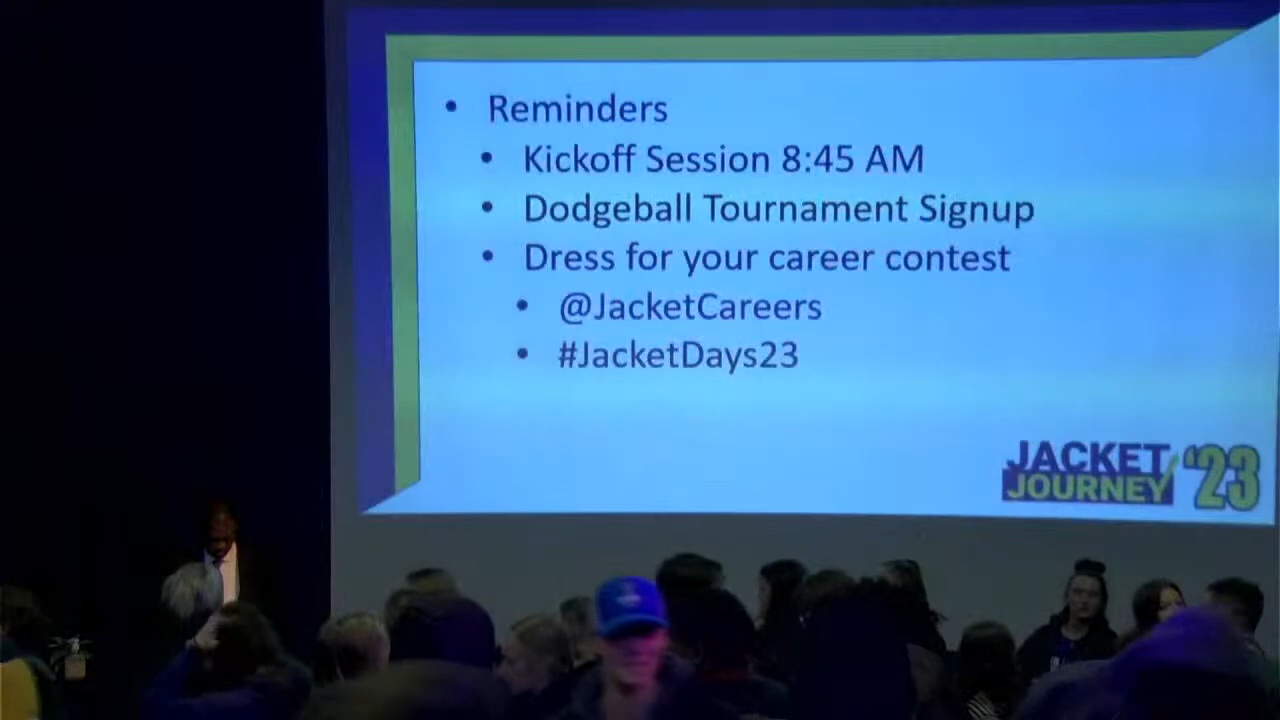 • Reminders
• Kickoff Session 8:45 AM
• Dodgeball Tournament Signup
• Dress for your career contest
• @JacketCareers
• #JacketDays23
JACKET
JOURNEY
'23